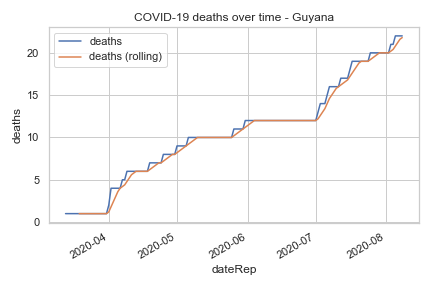 COVID-19 deaths over time - Guyana
deaths
deaths (rolling)
20
15
10
5
0
deaths
2020-04
2020-05
2020-06
2020-07
2020-08
dateRep